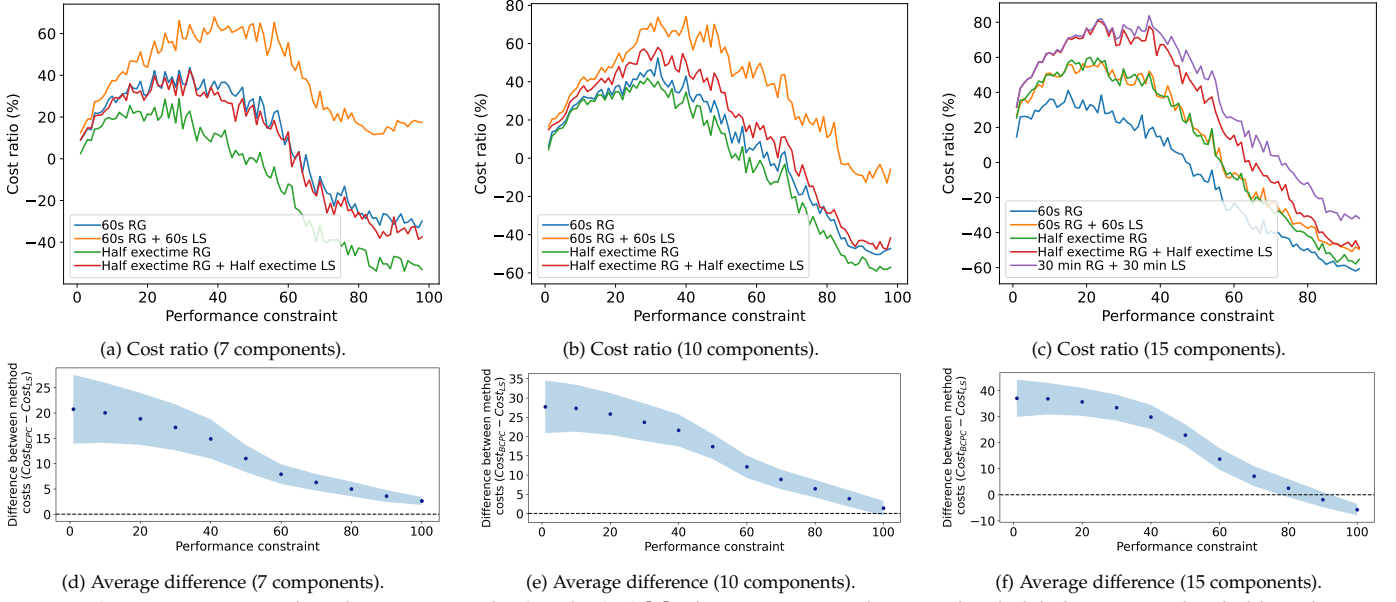 80
60
40
20
0
−20
−40
Cost ratio (%)
60s RG
60s RG + 60s LS
Half exectime RG
Half exectime RG + Half exectime LS
0 20 40 60 80 100
Performance constraint
(a) Cost ratio (7 components).
80
60
40
20
0
−20
−40
−60
Cost ratio (%)
60s RG
60s RG + 60s LS
Half exectime RG
Half exectime RG + Half exectime LS
0 20 40 60 80 100
Performance constraint
(b) Cost ratio (10 components).
80
60
40
20
0
−20
−40
−60
Cost ratio (%)
60s RG
60s RG + 60s LS
Half exectime RG
Half exectime RG + Half exectime LS
30 min RG + 30 min LS
0 20 40 60 80
Performance constraint
(c) Cost ratio (15 components).
Difference between method
costs (Cost_BCPC − Cost_LS)
25
20
15
10
5
0
0 20 40 60 80 100
Performance constraint
(d) Average difference (7 components).
Difference between method
costs (Cost_BCPC − Cost_LS)
35
30
25
20
15
10
5
0
0 20 40 60 80 100
Performance constraint
(e) Average difference (10 components).
Difference between method
costs (Cost_BCPC − Cost_LS)
40
30
20
10
0
−10
0 20 40 60 80 100
Performance constraint
(f) Average difference (15 components).